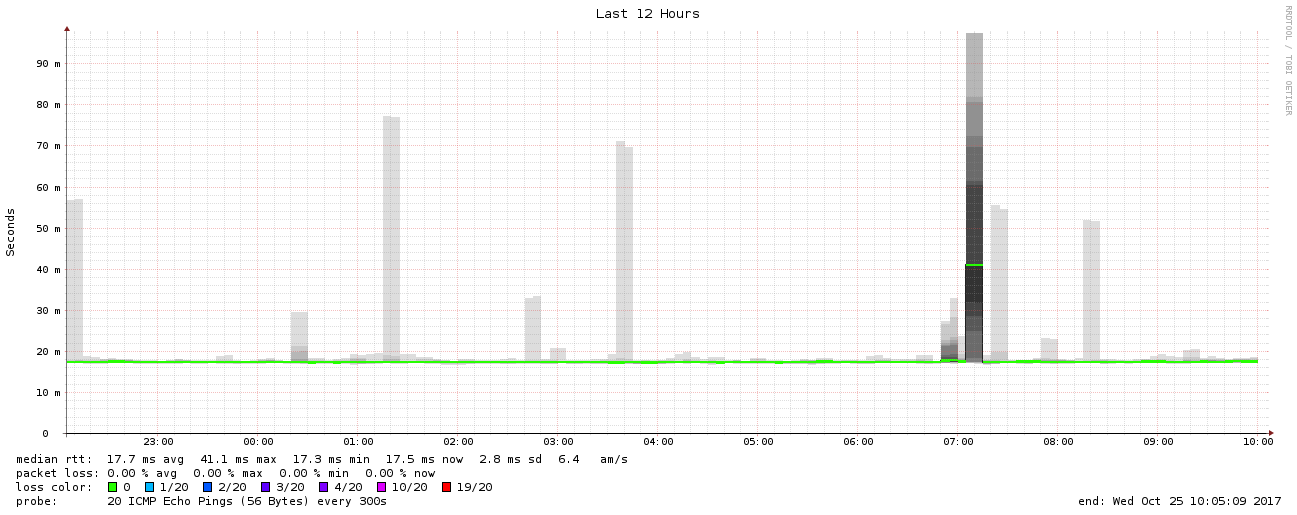 Last 12 Hours
RRDTOOL / TOBI OETIKER
Seconds
90 m
80 m
70 m
60 m
50 m
40 m
30 m
20 m
10 m
0
23:00 00:00 01:00 02:00 03:00 04:00 05:00 06:00 07:00 08:00 09:00 10:00
median rtt: 17.7 ms avg 41.1 ms max 17.3 ms min 17.5 ms now 2.8 ms sd 6.4 am/s
packet loss: 0.00 % avg 0.00 % max 0.00 % min 0.00 % now
loss color: 0 1/20 2/20 3/20 4/20 10/20 19/20
probe: 20 ICMP Echo Pings (56 Bytes) every 300s end: Wed Oct 25 10:05:09 2017